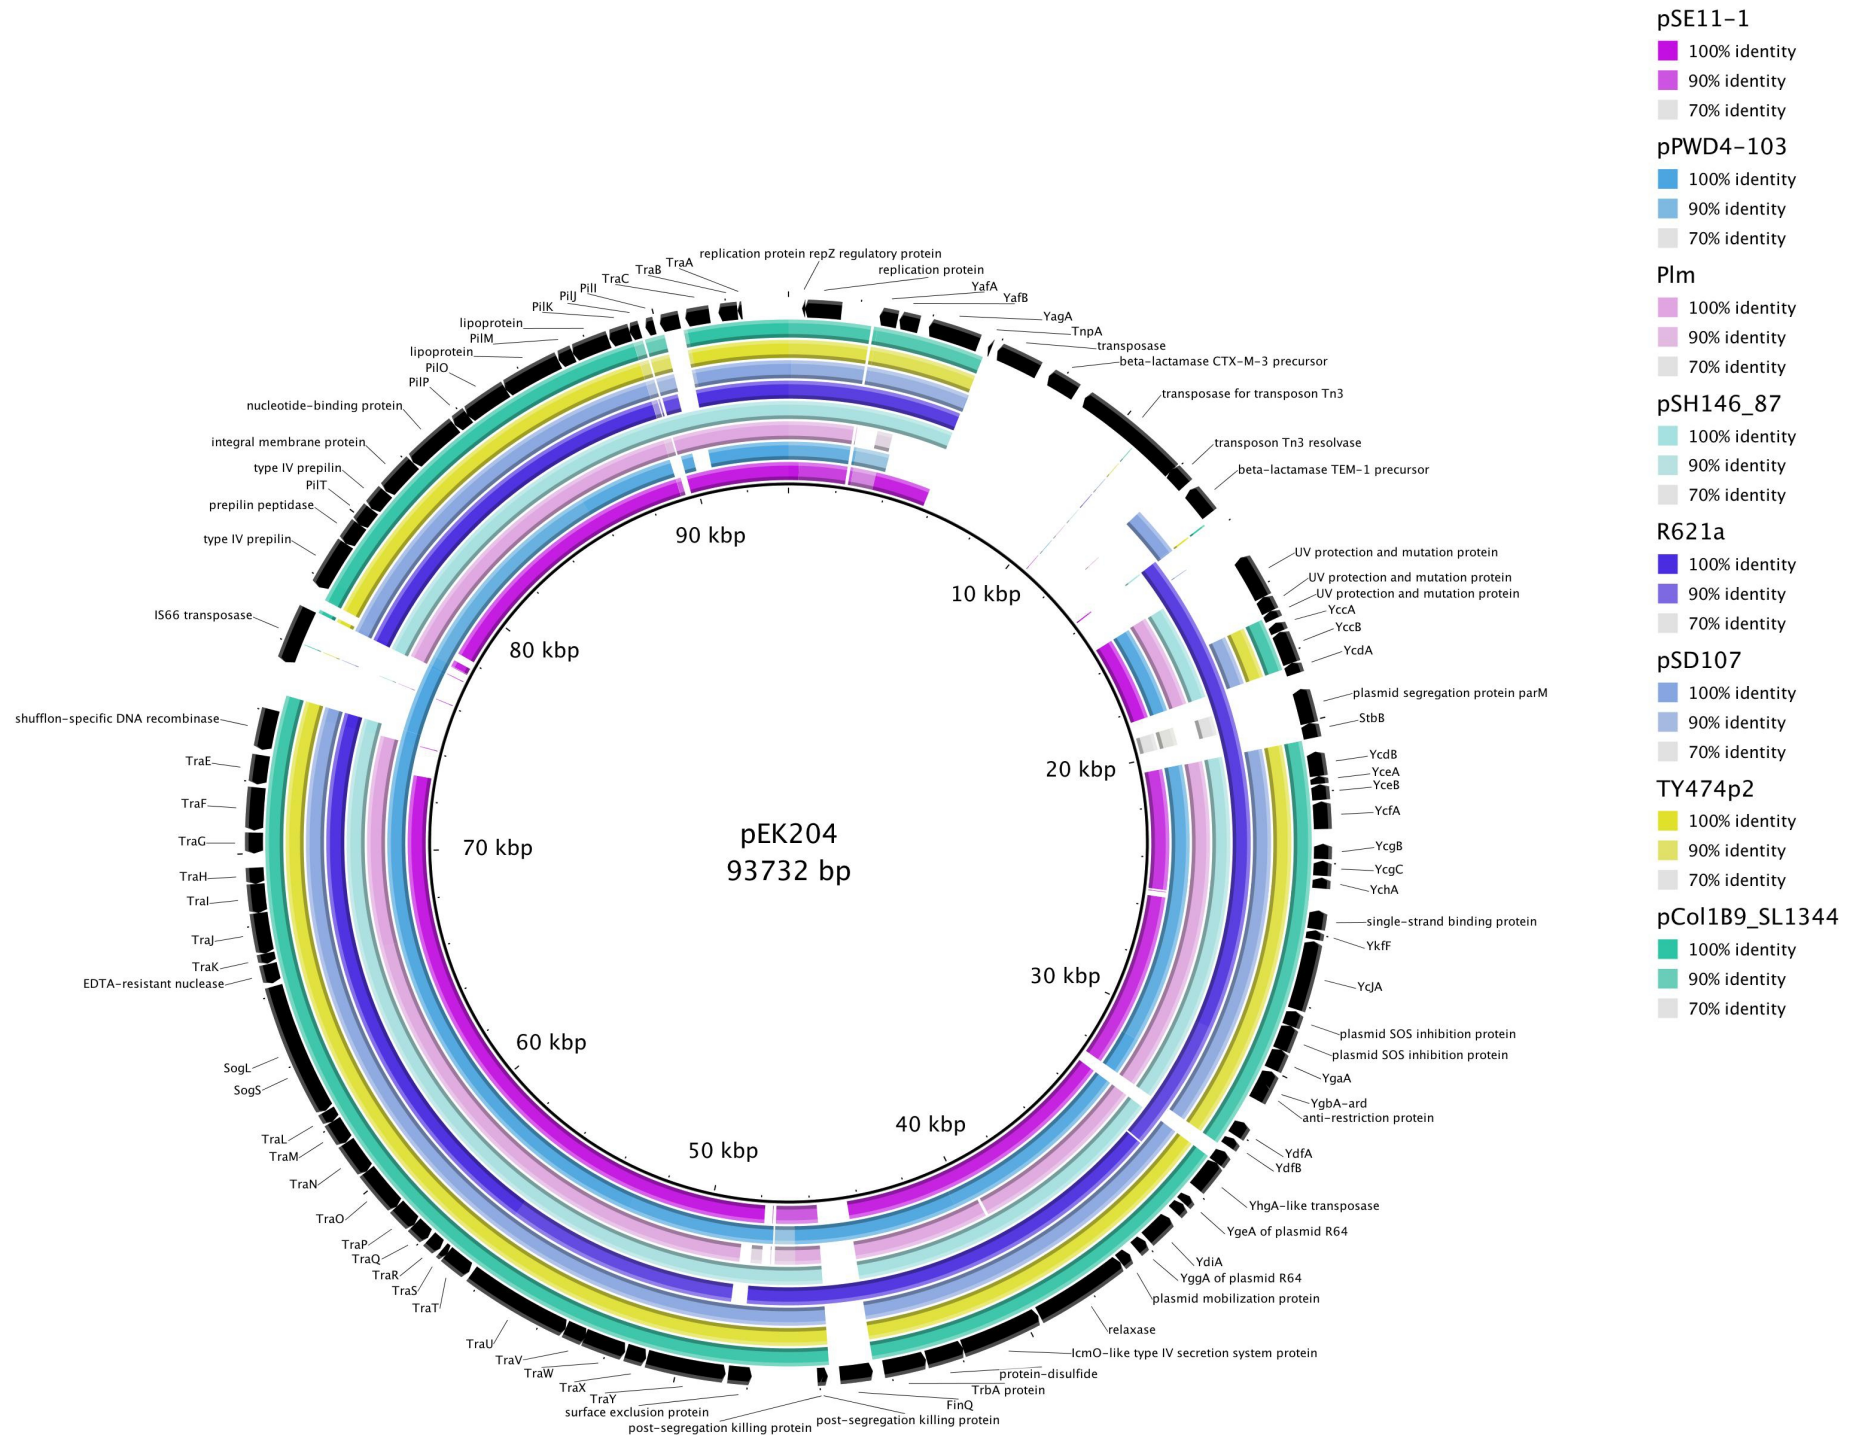 pSE11-1
100% identity
90% identity
70% identity
pPWD4-103
100% identity
90% identity
70% identity
Plm
100% identity
90% identity
70% identity
pSH146_87
100% identity
90% identity
70% identity
R621a
100% identity
90% identity
70% identity
pSD107
100% identity
90% identity
70% identity
TY474p2
100% identity
90% identity
70% identity
pCol1B9_SL1344
100% identity
90% identity
70% identity
replication protein repZ regulatory protein
replication protein
YafA
YafB
YagA
TnpA
transposase
beta-lactamase CTX-M-3 precursor
transposase for transposon Tn3
transposon Tn3 resolvase
beta-lactamase TEM-1 precursor
UV protection and mutation protein
UV protection and mutation protein
UV protection and mutation protein
YccA
YccB
YcdA
plasmid segregation protein parM
StbB
YcdB
YceA
YceB
YcfA
YcgB
YcgC
YchA
single-strand binding protein
YkfF
YcJA
plasmid SOS inhibition protein
plasmid SOS inhibition protein
YgaA
YgbA-ard
anti-restriction protein
YdfA
YdfB
YhgA-like transposase
YgeA of plasmid R64
YdiA
YggA of plasmid R64
plasmid mobilization protein
relaxase
IcmO-like type IV secretion system protein
protein-disulfide
TrbA protein
FinQ
post-segregation killing protein
post-segregation killing protein
surface exclusion protein
TraY
TraX
TraW
TraV
TraU
TraT
TraS
TraR
TraQ
TraP
TraO
TraN
TraM
TraL
SogS
SogL
EDTA-resistant nuclease
TraK
TraJ
TraI
TraH
TraG
TraF
TraE
shufflon-specific DNA recombinase
IS66 transposase
type IV prepilin
prepilin peptidase
PilT
type IV prepilin
integral membrane protein
nucleotide-binding protein
PilP
PilO
lipoprotein
PilM
lipoprotein
PilK
PilJ
PilI
TraC
TraB
TraA
10 kbp
20 kbp
30 kbp
40 kbp
50 kbp
60 kbp
70 kbp
80 kbp
90 kbp
pEK204
93732 bp